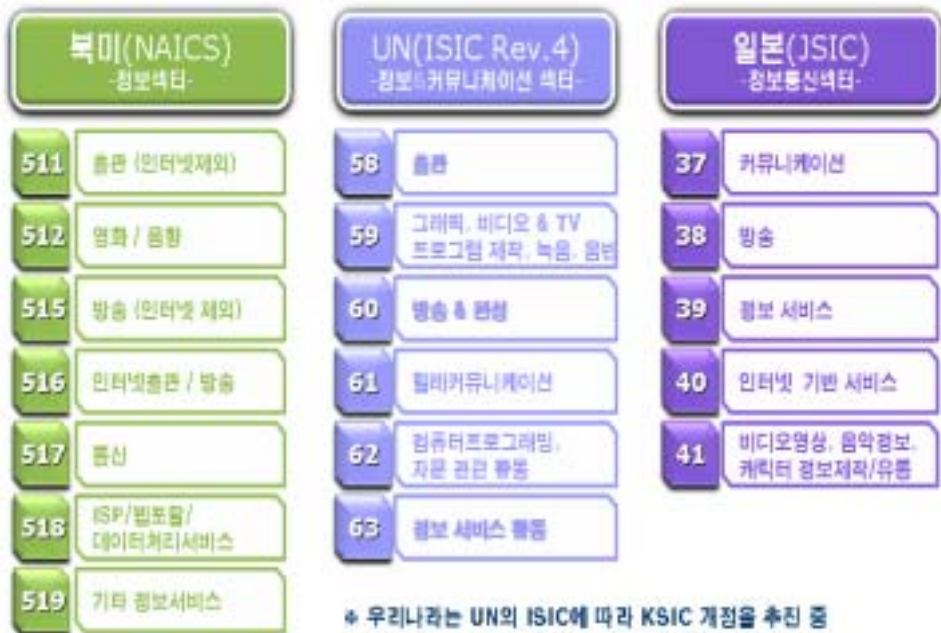 북미(NAICS)
-정보섹터-
511
출판 (인터넷제외)
512
영화 / 음향
515
방송 (인터넷 제외)
516
인터넷출판 / 방송
517
통신
518
ISP/웹포탈/
데이터처리서비스
519
기타 정보서비스
UN(ISIC Rev.4)
-정보&커뮤니케이션 섹터-
58
출판
59
그래픽, 비디오 & TV
프로그램 제작, 녹음, 음반
60
방송 & 편성
61
텔레커뮤니케이션
62
컴퓨터프로그래밍,
자문 관련 활동
63
정보 서비스 활동
일본(JSIC)
-정보통신섹터-
37
커뮤니케이션
38
방송
39
정보 서비스
40
인터넷 기반 서비스
41
비디오영상, 음악정보,
캐릭터 정보제작/유통
* 우리나라는 UN의 ISIC에 따라 KSIC 개정을 추진 중